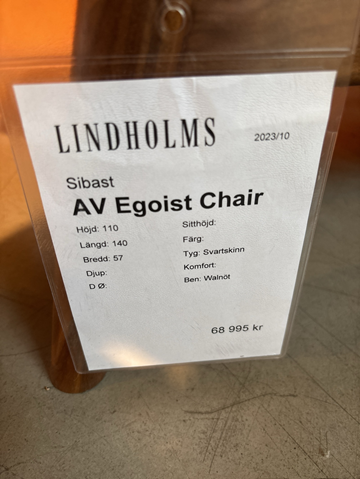 LINDHOLMS
2023/10
Sibast
AV Egoist Chair
Höjd: 110
Längd: 140
Bredd: 57
Djup:
D Ø:
Sitthöjd:
Färg:
Tyg: Svartskinn
Komfort:
Ben: Walnöt
68 995 kr